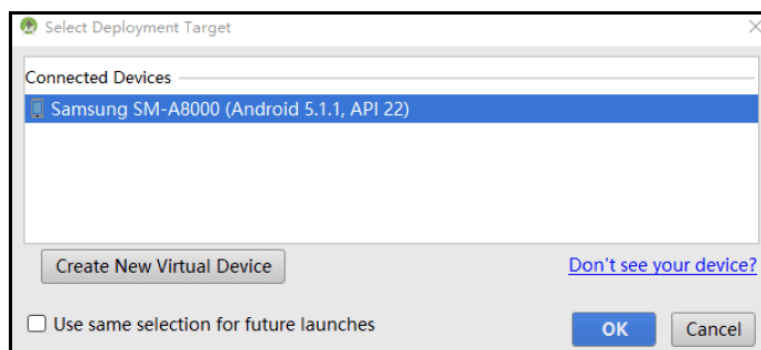 Select Deployment Target
Connected Devices
Samsung SM-A8000 (Android 5.1.1, API 22)
Create New Virtual Device
Don't see your device?
Use same selection for future launches
OK
Cancel